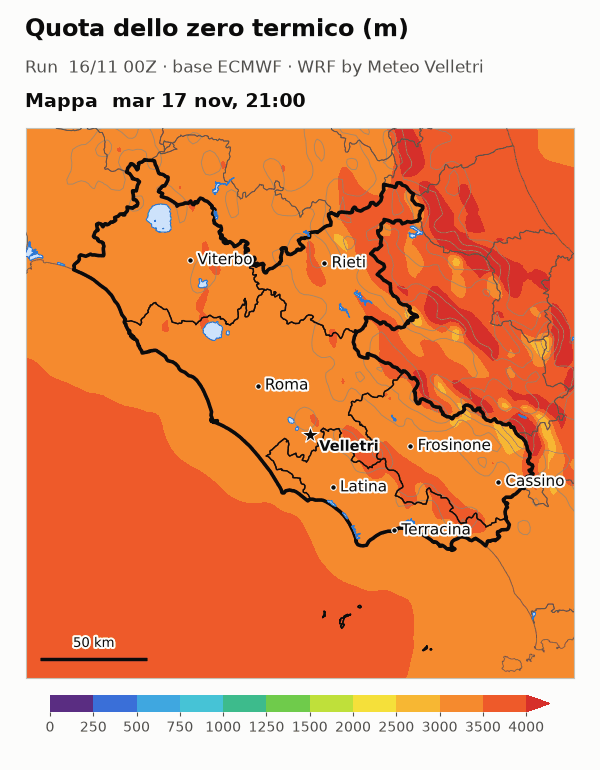 Quota dello zero termico (m)
Run 16/11 00Z · base ECMWF · WRF by Meteo Velletri
Mappa mar 17 nov, 21:00
Viterbo
Rieti
Roma
Velletri
Frosinone
Cassino
Latina
Terracina
50 km
0 250 500 750 1000 1250 1500 2000 2500 3000 3500 4000